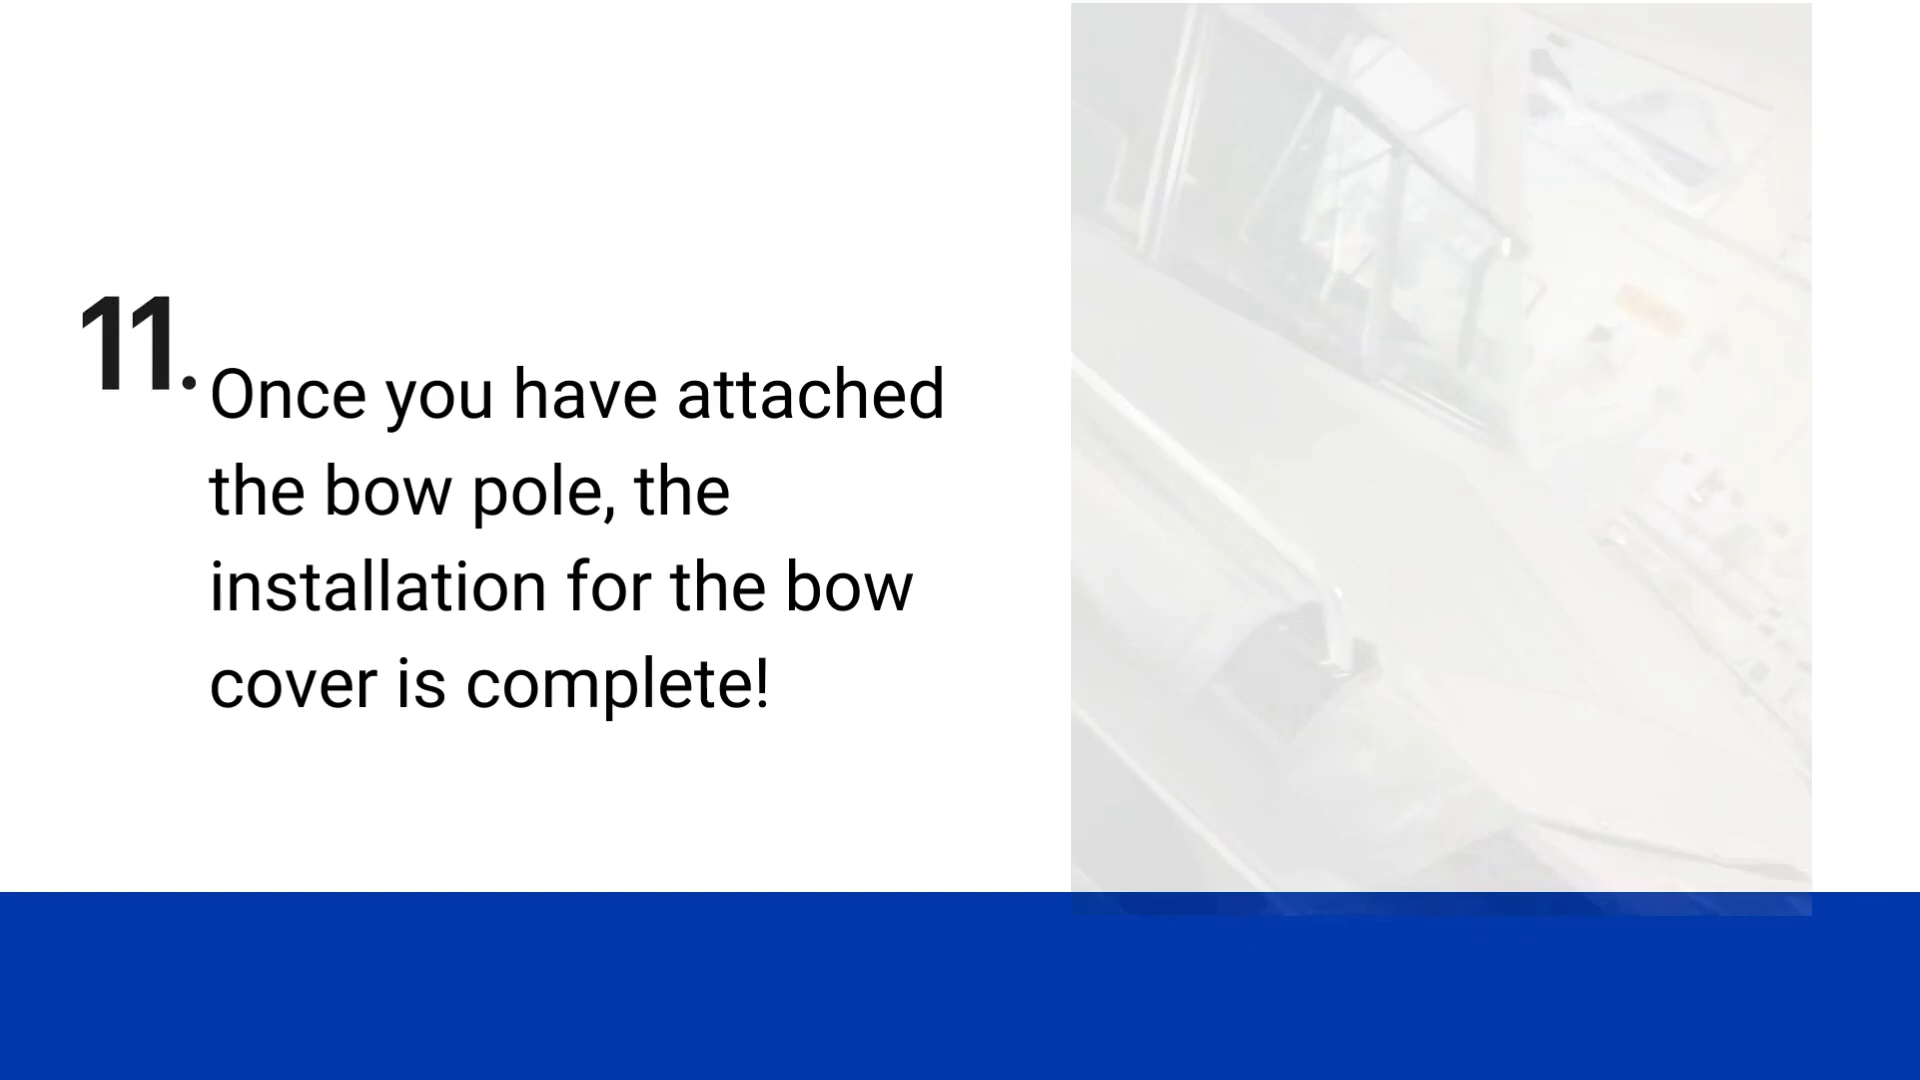 11.
Once you have attached
the bow pole, the
installation for the bow
cover is complete!